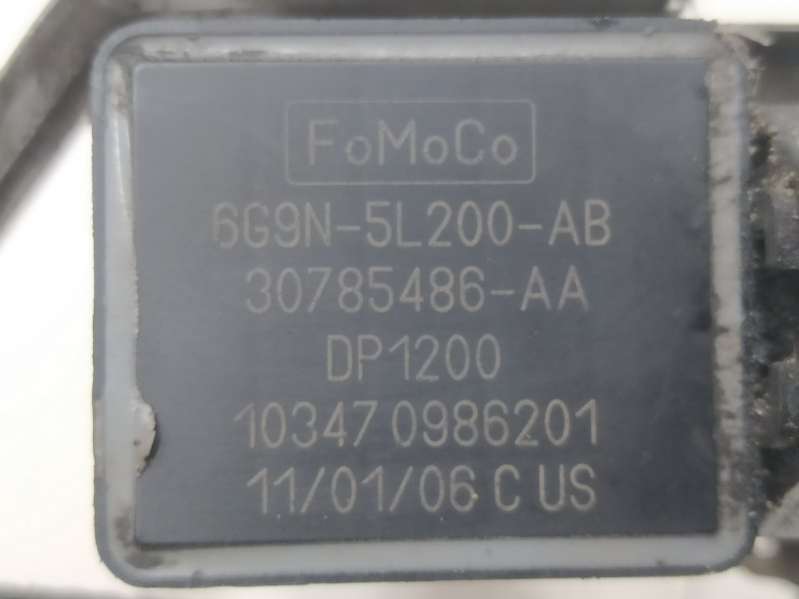 FoMoCo
6G9N-5L200-AB
30785486-AA
DP1200
10347 0986201
11/01/06 C US